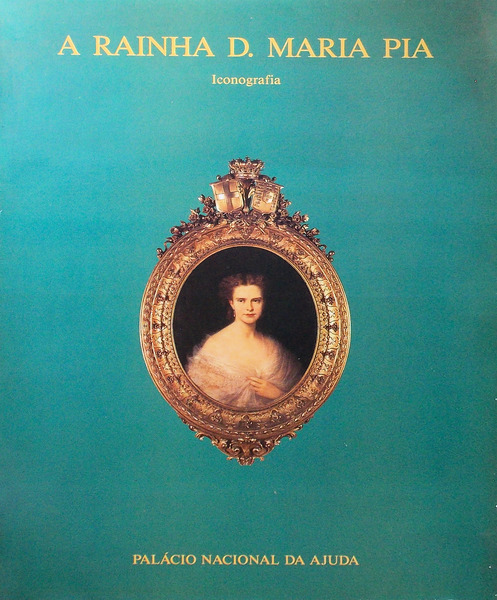 A RAINHA D. MARIA PIA
Iconografia
PALÁCIO NACIONAL DA AJUDA